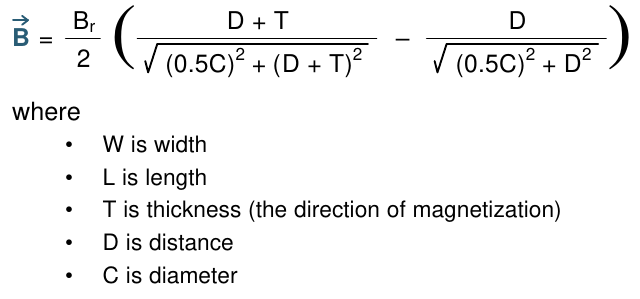 B⃗ = Bᵣ/2 ( (D + T)/√((0.5C)² + (D + T)²) − D/√((0.5C)² + D²) )
where
• W is width
• L is length
• T is thickness (the direction of magnetization)
• D is distance
• C is diameter